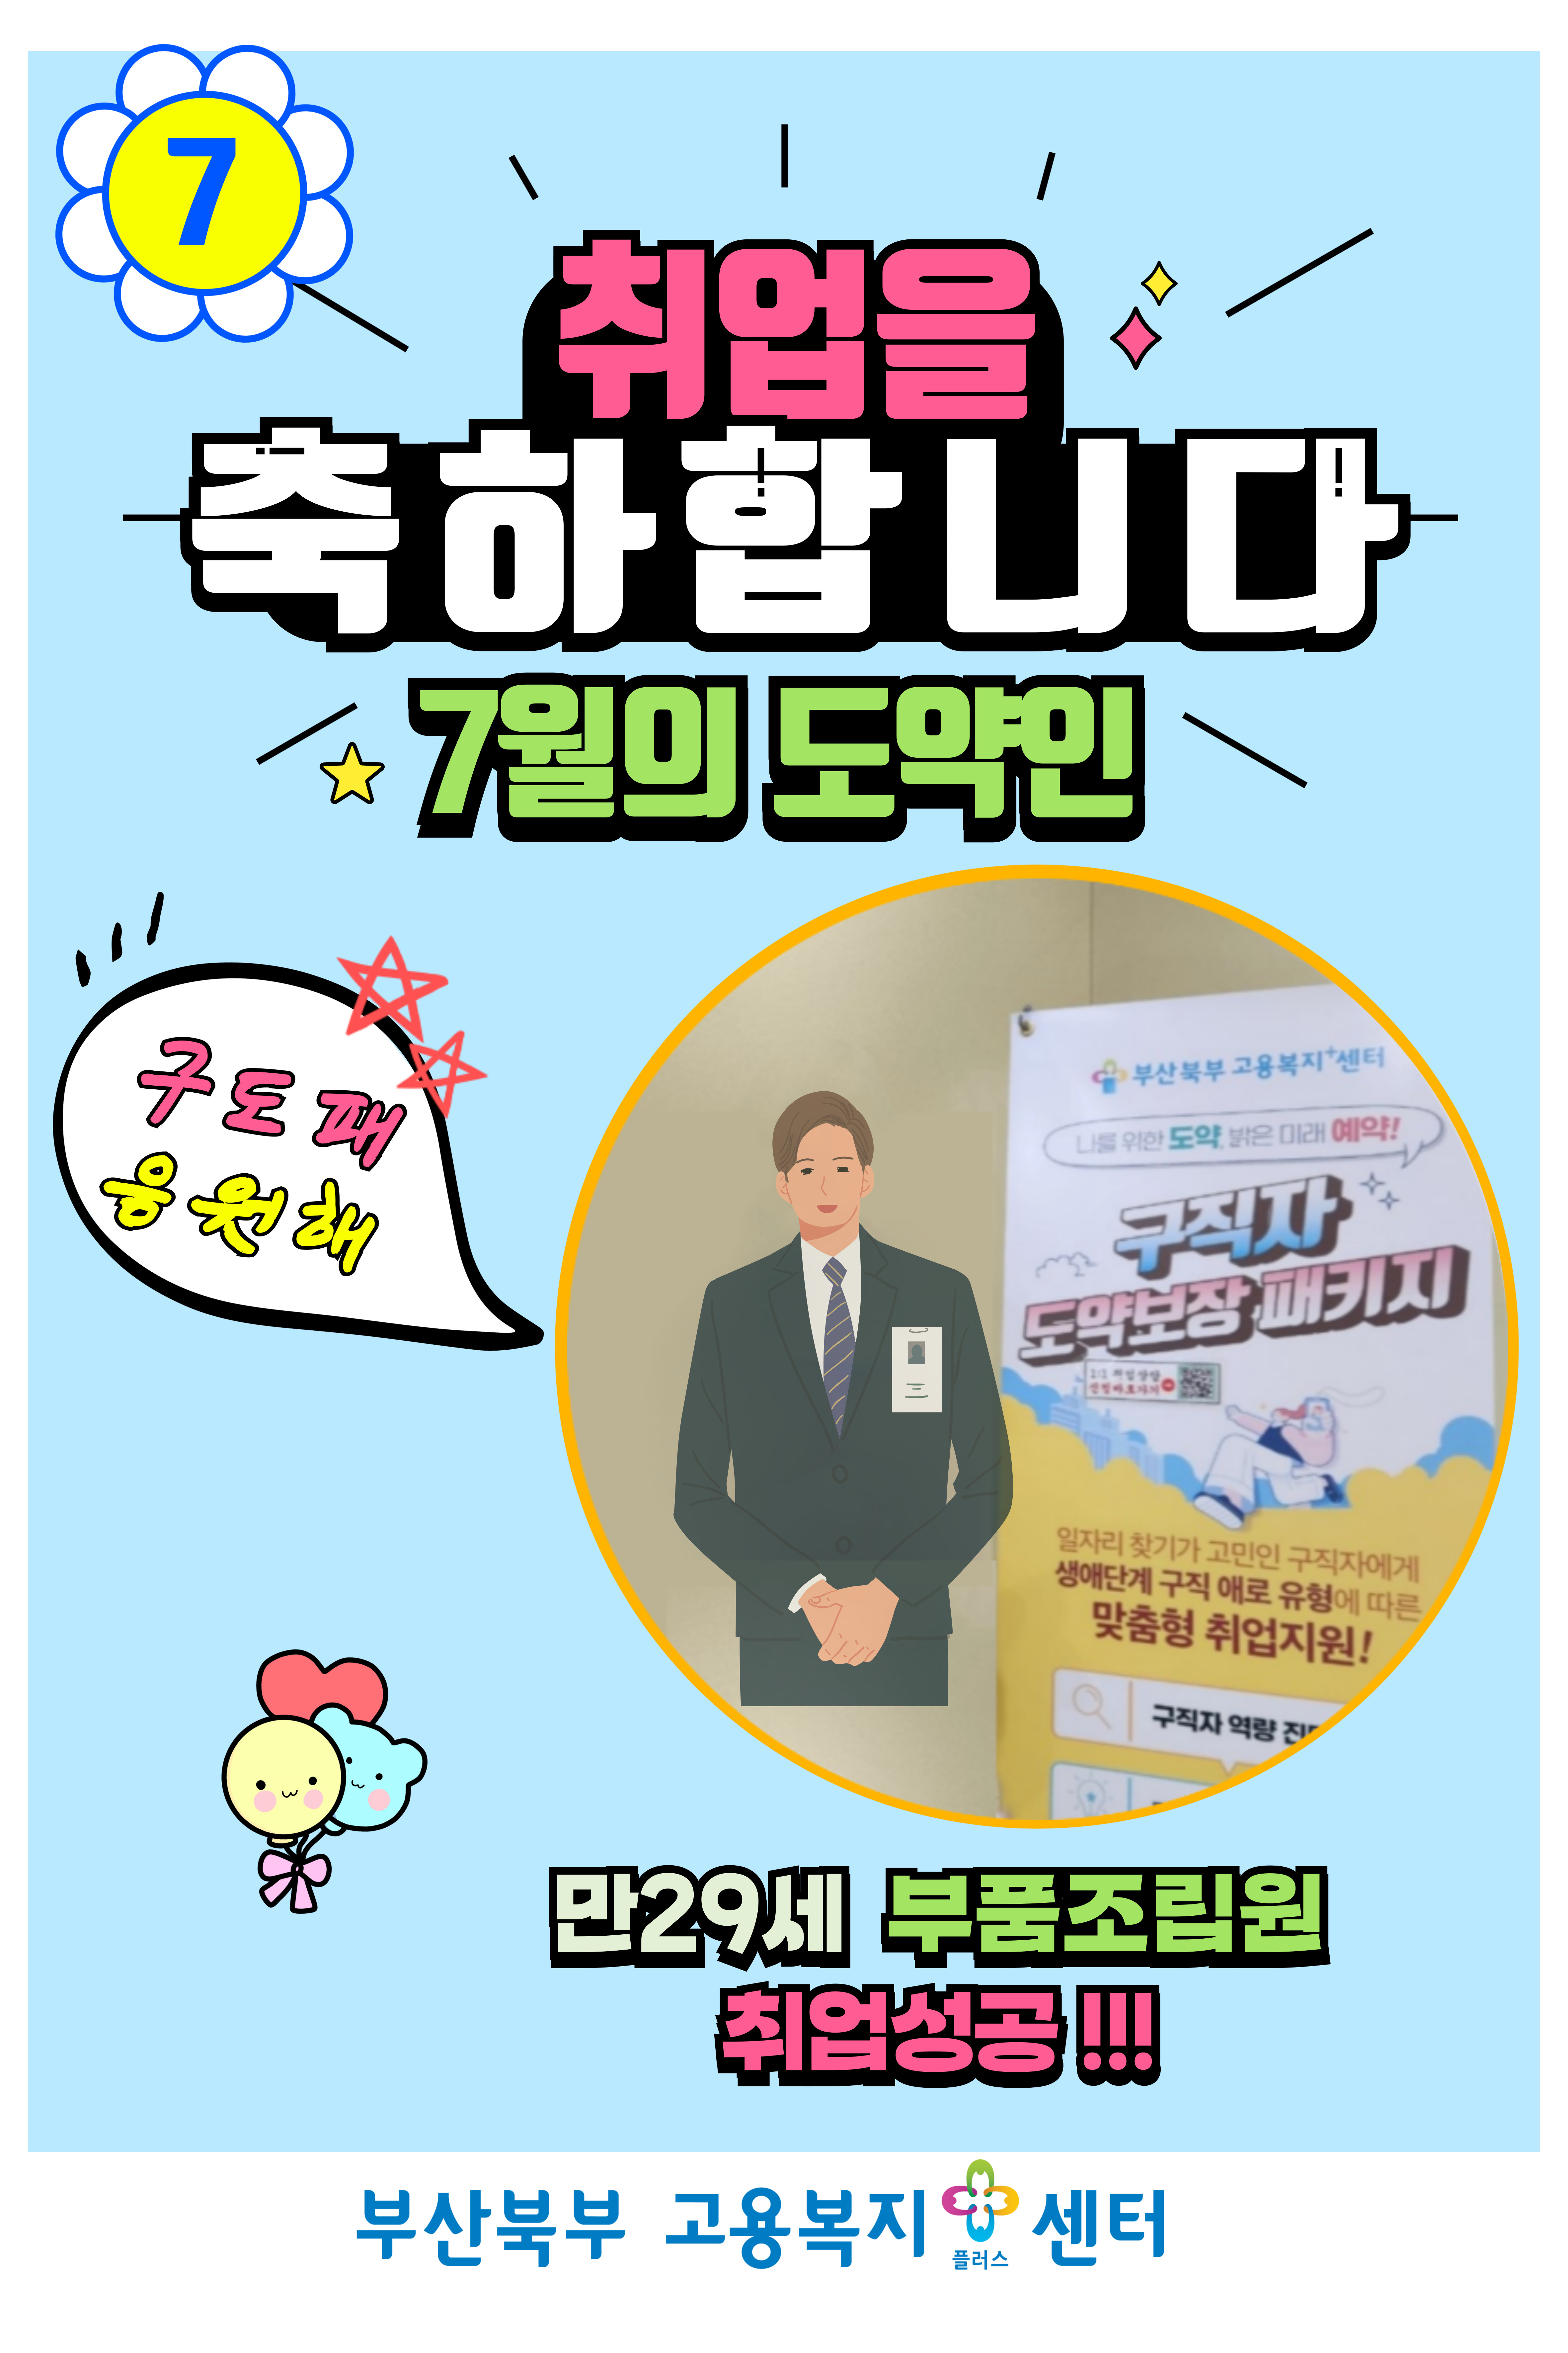 7
취업을
축하합니다
7월의 도약인
구도패
응원해
부산북부 고용복지+센터
나를 위한 도약, 밝은 미래 예약!
구직자
도약보장 패키지
1:1 취업상담
신청바로가기
일자리 찾기가 고민인 구직자에게
생애단계 구직 애로 유형에 따른
맞춤형 취업지원!
구직자 역량
만29세 부품조립원
취업성공 !!!
부산북부 고용복지 센터
플러스